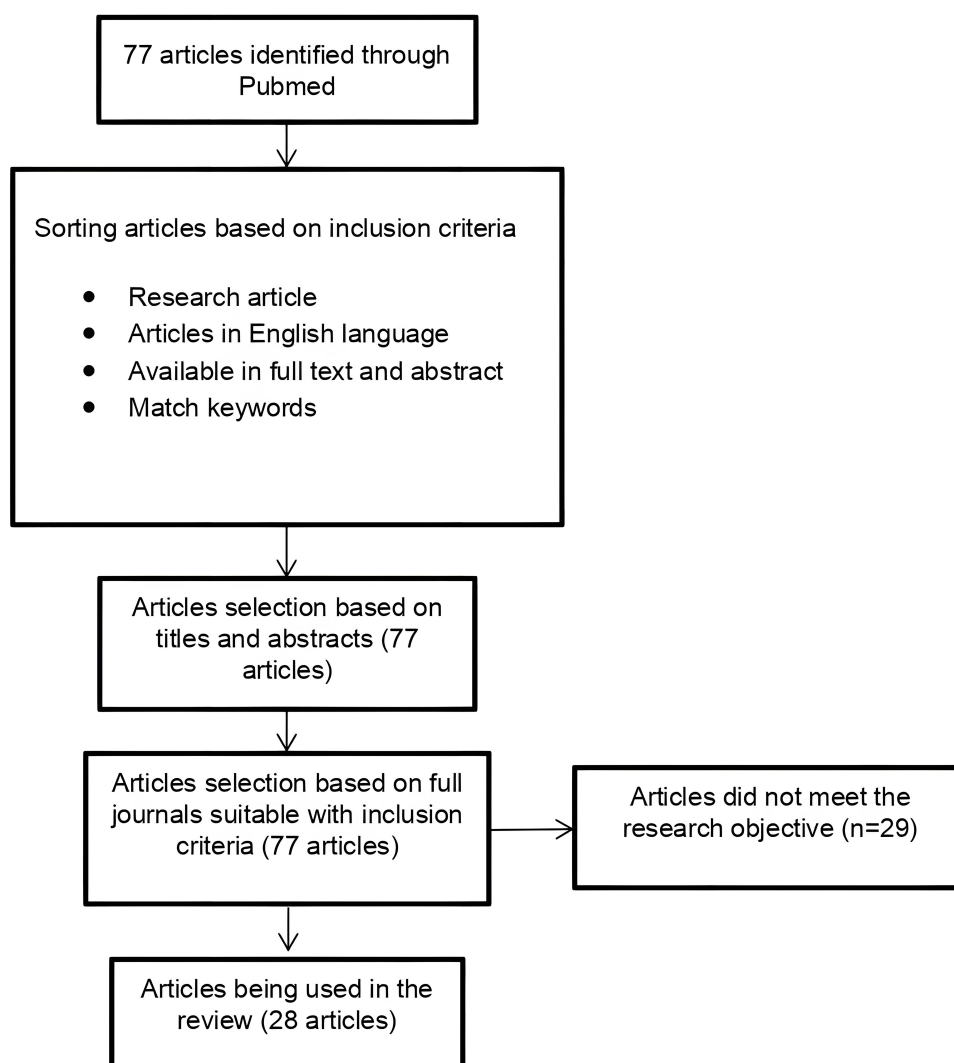 77 articles identified through
Pubmed
Sorting articles based on inclusion criteria
● Research article
● Articles in English language
● Available in full text and abstract
● Match keywords
Articles selection based on
titles and abstracts (77
articles)
Articles selection based on full
journals suitable with inclusion
criteria (77 articles)
Articles did not meet the
research objective (n=29)
Articles being used in the
review (28 articles)